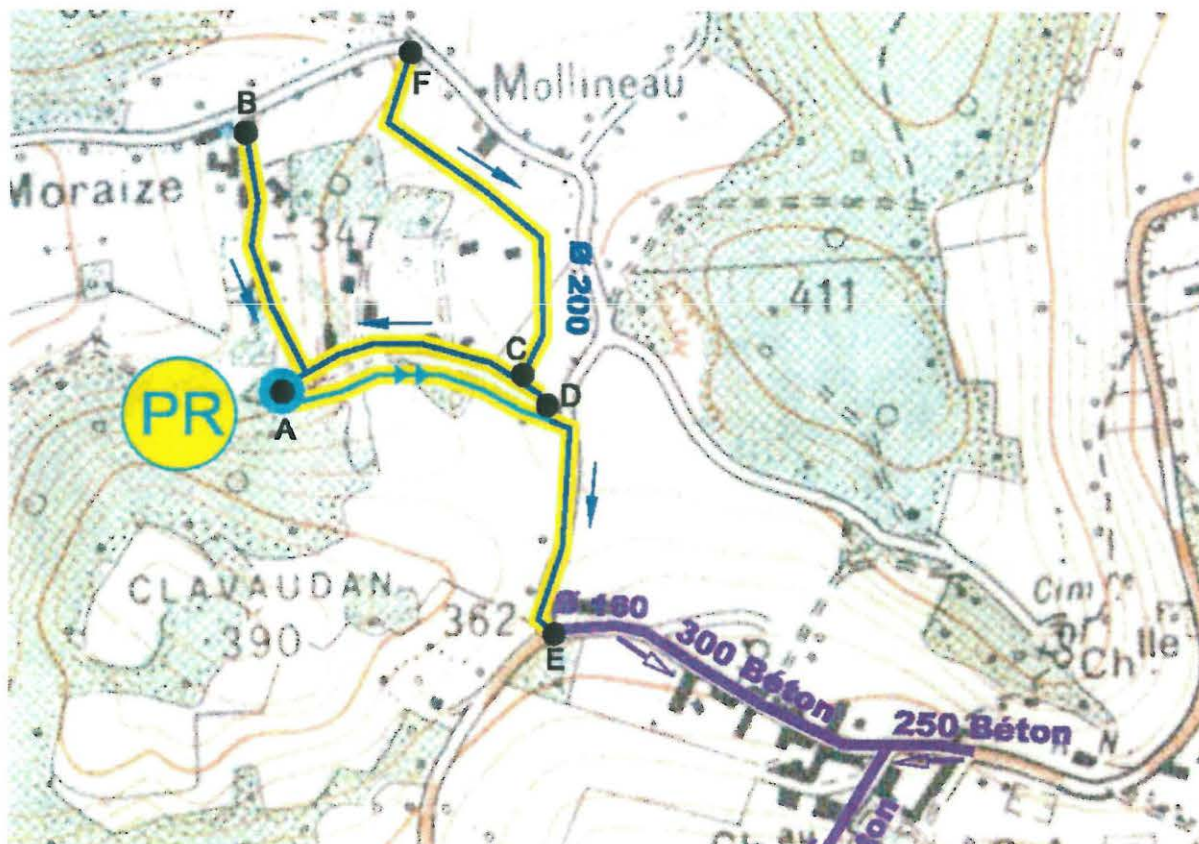 F
B
Mollineau
Moraize
347
Ø 200
411
C
D
PR
A
CLAVAUDAN
390
362
Ø 160
E
300 Béton
250 Béton